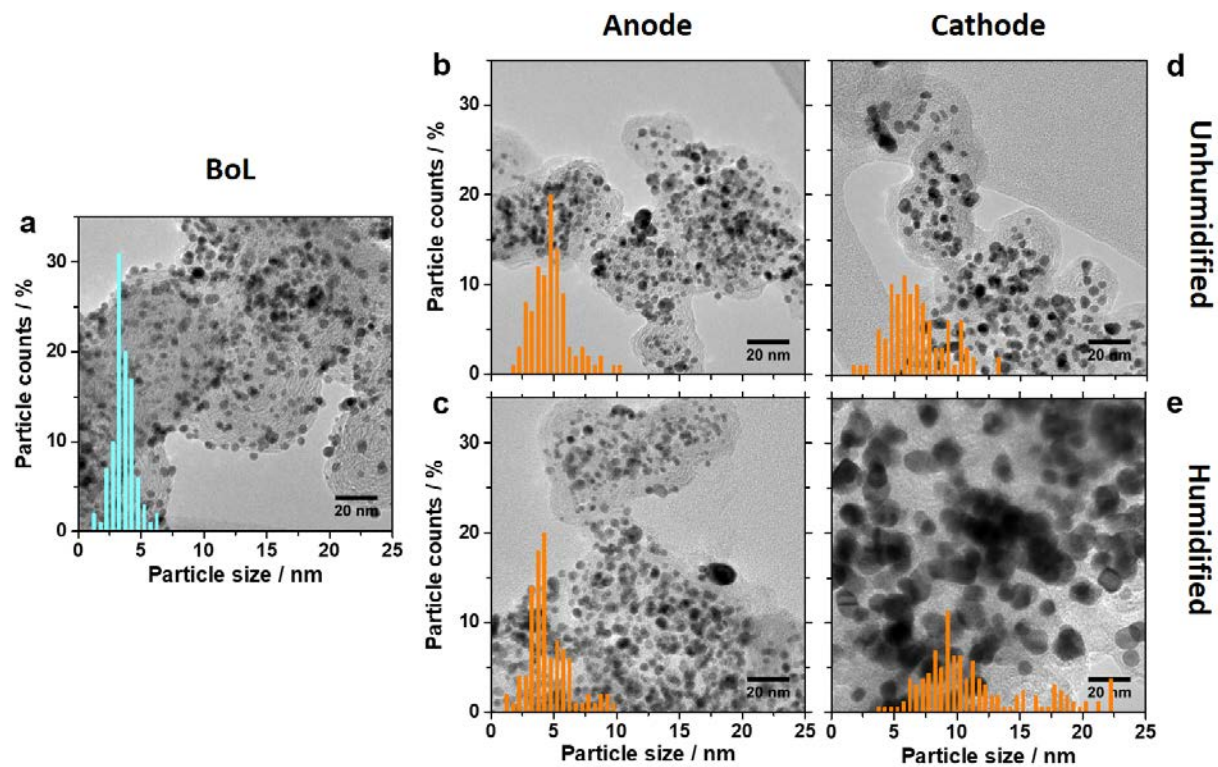 Anode
Cathode
BoL
a
Particle counts / %
30
20
10
0
0 5 10 15 20 25
Particle size / nm
20 nm
b
Particle counts / %
30
20
10
0
20 nm
d
20 nm
Unhumidified
c
Particle counts / %
30
20
10
0
0 5 10 15 20 25
Particle size / nm
20 nm
e
0 5 10 15 20 25
Particle size / nm
20 nm
Humidified